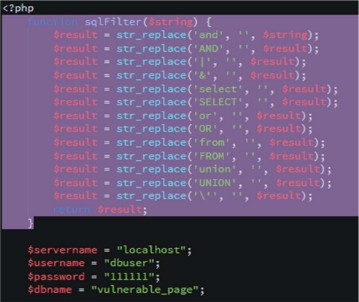 <?php
function sqlFilter($string) {
$result = str_replace('and', '', $string);
$result = str_replace('AND', '', $result);
$result = str_replace('|', '', $result);
$result = str_replace('&', '', $result);
$result = str_replace('select', '', $result);
$result = str_replace('SELECT', '', $result);
$result = str_replace('or', '', $result);
$result = str_replace('OR', '', $result);
$result = str_replace('from', '', $result);
$result = str_replace('FROM', '', $result);
$result = str_replace('union', '', $result);
$result = str_replace('UNION', '', $result);
$result = str_replace('\'', '', $result);
return $result;
}
$servername = "localhost";
$username = "dbuser";
$password = "111111";
$dbname = "vulnerable_page";